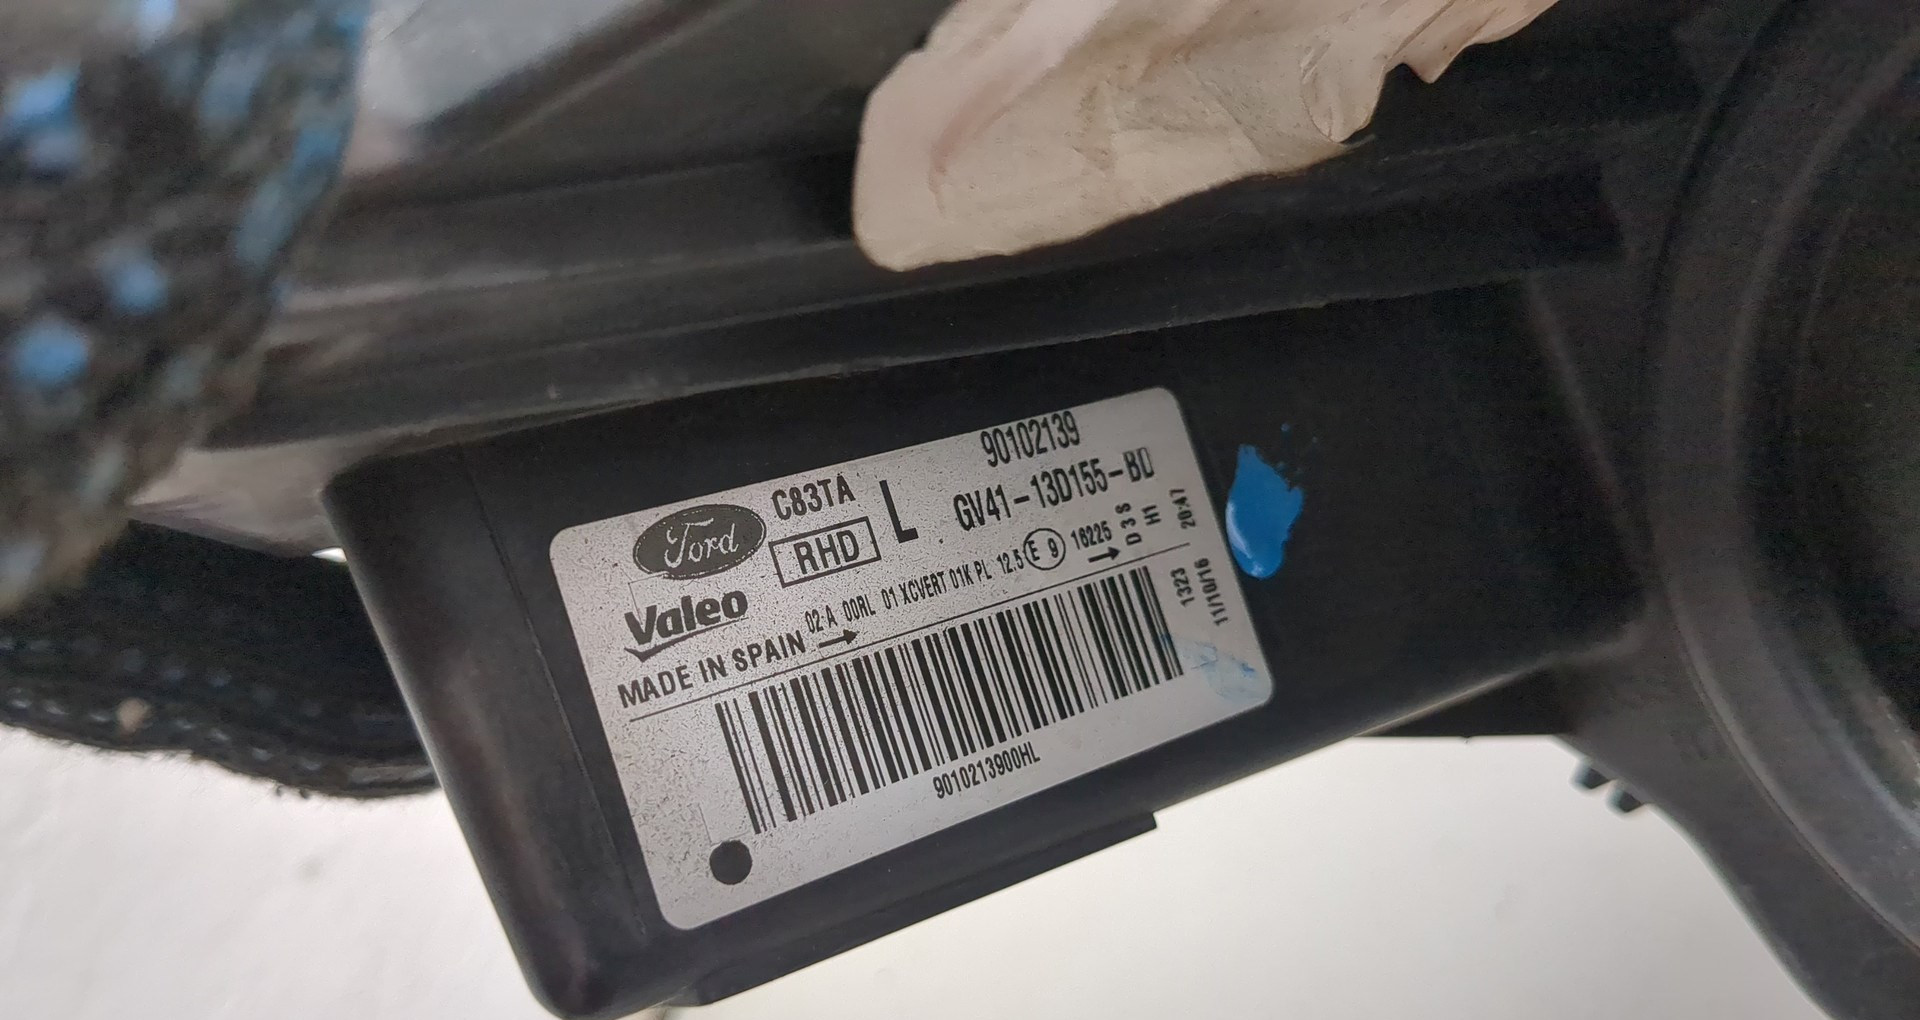 90102139
C83TA
L
GV41-13D155-BD
Ford
RHD
Valeo
02 A 00RL 01 XCVERT 01K PL 12.5 E 9 18225 D3S
H1
20:47
MADE IN SPAIN
1323
11/10/16
9010213900HL